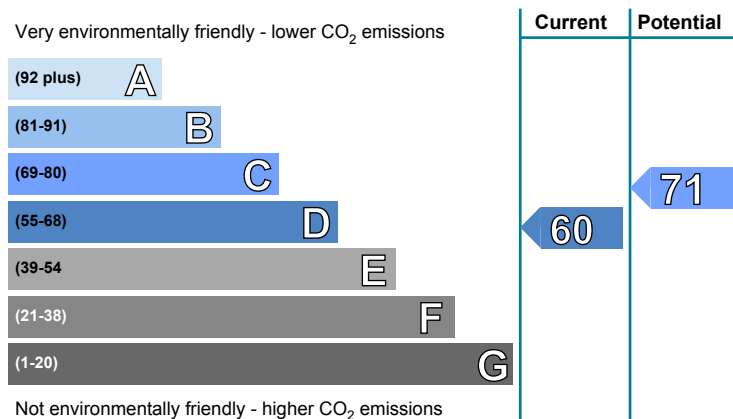 Current Potential
Very environmentally friendly - lower CO₂ emissions
(92 plus) A
(81-91) B
(69-80) C
71
(55-68) D
60
(39-54 E
(21-38) F
(1-20) G
Not environmentally friendly - higher CO₂ emissions